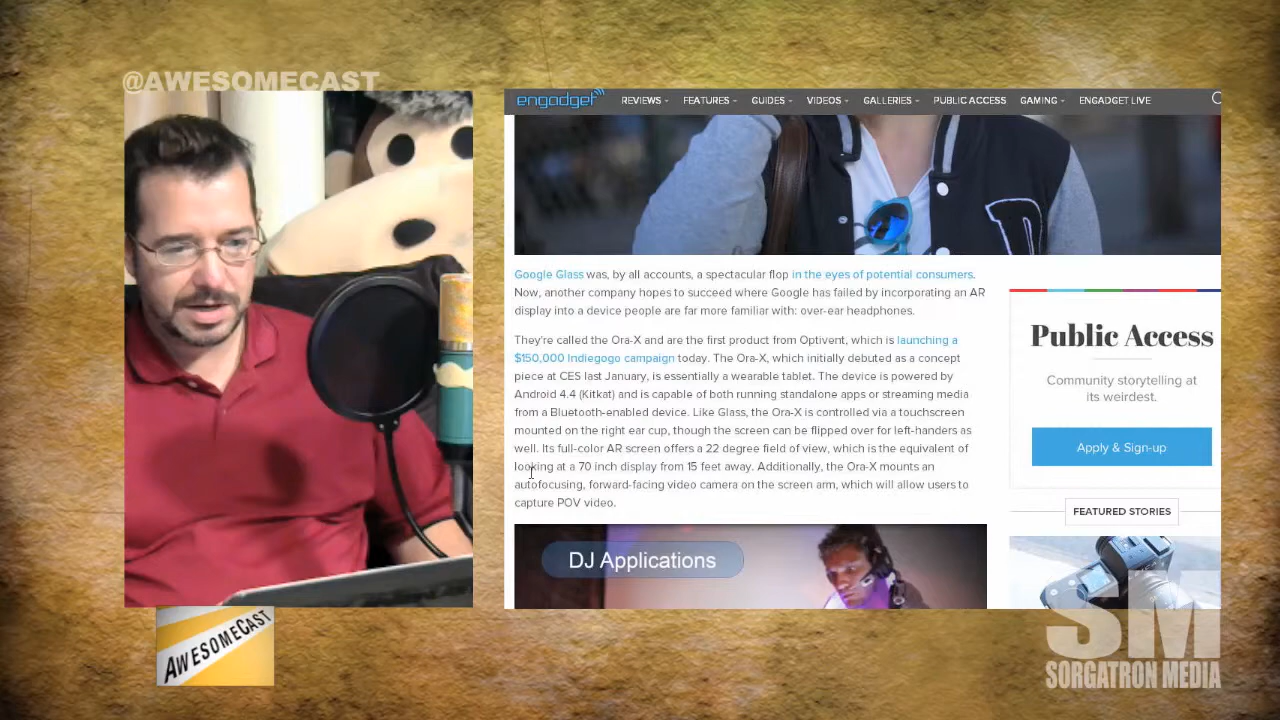 @AWESOMECAST
engadget REVIEWS FEATURES GUIDES VIDEOS GALLERIES PUBLIC ACCESS GAMING ENGADGET LIVE
D
Google Glass was, by all accounts, a spectacular flop in the eyes of potential consumers.
Now, another company hopes to succeed where Google has failed by incorporating an AR
display into a device people are far more familiar with: over-ear headphones.
They're called the Ora-X and are the first product from Optivent, which is launching a
$150,000 Indiegogo campaign today. The Ora-X, which initially debuted as a concept
piece at CES last January, is essentially a wearable tablet. The device is powered by
Android 4.4 (Kitkat) and is capable of both running standalone apps or streaming media
from a Bluetooth-enabled device. Like Glass, the Ora-X is controlled via a touchscreen
mounted on the right ear cup, though the screen can be flipped over for left-handers as
well. Its full-color AR screen offers a 22 degree field of view, which is the equivalent of
looking at a 70 inch display from 15 feet away. Additionally, the Ora-X mounts an
autofocusing, forward-facing video camera on the screen arm, which will allow users to
capture POV video.
DJ Applications
Public Access
Community storytelling at
its weirdest.
Apply & Sign-up
FEATURED STORIES
AWESOMECAST
SM
SORGATRON MEDIA